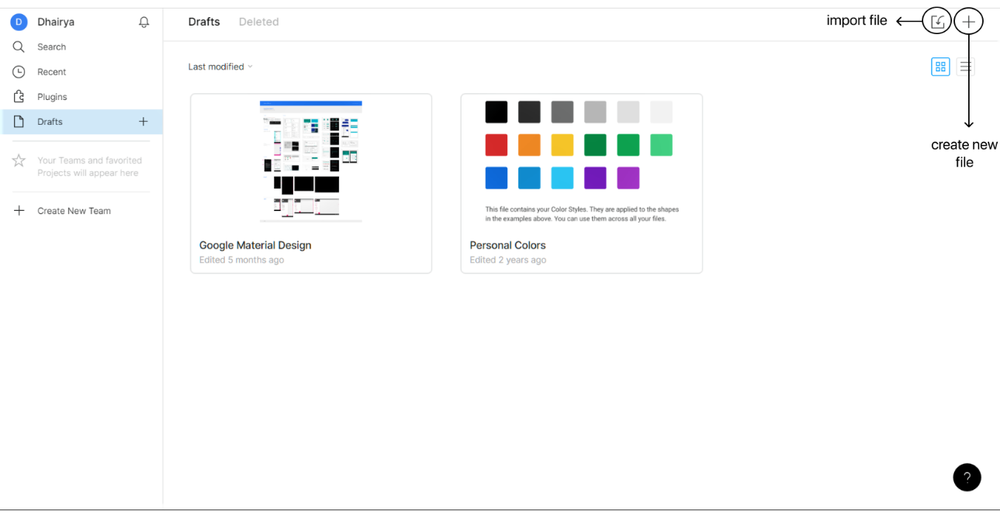 D
Dhairya
Search
Recent
Plugins
Drafts
Your Teams and favorited
Projects will appear here
Create New Team
Drafts Deleted
import file
Last modified
create new
file
This file contains your Color Styles. They are applied to the shapes
in the examples above. You can use them across all your files.
Google Material Design
Edited 5 months ago
Personal Colors
Edited 2 years ago
?